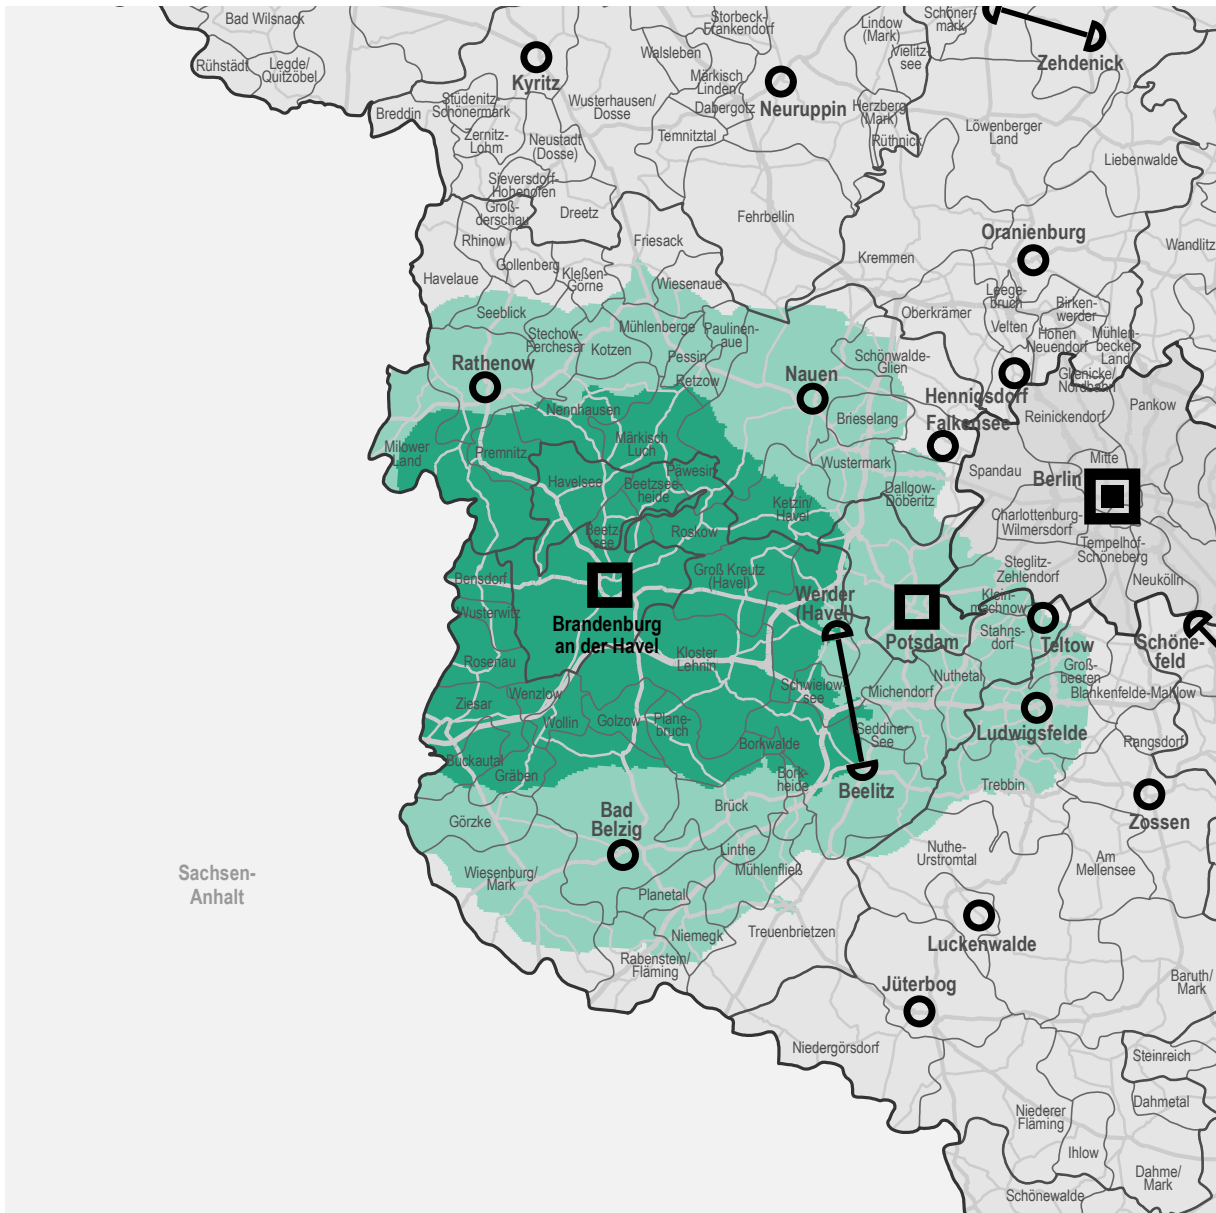 Bad Wilsnack
Storbeck-
Frankendorf
Lindow
(Mark)
Schöner-
mark
Rühstädt
Legde/
Quitzöbel
Kyritz
Walsleben
Vielitz-
see
Zehdenick
Märkisch
Linden
Neuruppin
Breddin
Stüdenitz-
Schönermark
Wusterhausen/
Dosse
Dabergotz
Herzberg
(Mark)
Zernitz-
Lohm
Neustadt
(Dosse)
Temnitztal
Rüthnick
Löwenberger
Land
Liebenwalde
Sieversdorf-
Hohenofen
Groß-
derschau
Dreetz
Fehrbellin
Rhinow
Friesack
Oranienburg
Wandlitz
Havelaue
Gollenberg
Kleßen-
Görne
Wiesenaue
Kremmen
Leege-
bruch
Birken-
werder
Seeblick
Oberkrämer
Velten
Stechow-
Ferchesar
Mühlenberge
Paulinen-
aue
Hohen
Neuendorf
Mühlen-
becker
Land
Kotzen
Pessin
Schönwalde-
Glien
Rathenow
Retzow
Nauen
Glienicke/
Nordbahn
Hennigsdorf
Nennhausen
Brieselang
Falkensee
Reinickendorf
Pankow
Milower
Land
Premnitz
Märkisch
Luch
Päwesin
Wustermark
Spandau
Mitte
Havelsee
Beetzsee-
heide
Dallgow-
Döberitz
Berlin
Beetz-
see
Roskow
Ketzin/
Havel
Charlottenburg-
Wilmersdorf
Tempelhof-
Schöneberg
Bensdorf
Groß Kreutz
(Havel)
Steglitz-
Zehlendorf
Neukölln
Wusterwitz
Brandenburg
an der Havel
Werder
(Havel)
Potsdam
Klein-
machnow
Stahns-
dorf
Teltow
Schöne-
feld
Rosenau
Kloster
Lehnin
Nuthetal
Groß-
beeren
Ziesar
Wenzlow
Schwielow-
see
Michendorf
Blankenfelde-Mahlow
Wollin
Golzow
Plane-
bruch
Seddiner
See
Ludwigsfelde
Rangsdorf
Buckautal
Gräben
Borkwalde
Bork-
heide
Beelitz
Trebbin
Görzke
Bad
Belzig
Brück
Zossen
Linthe
Nuthe-
Urstromtal
Am
Mellensee
Sachsen-
Anhalt
Wiesenburg/
Mark
Mühlenfließ
Planetal
Niemegk
Treuenbrietzen
Luckenwalde
Rabenstein/
Fläming
Jüterbog
Baruth/
Mark
Niedergörsdorf
Steinreich
Niederer
Fläming
Dahmetal
Ihlow
Dahme/
Mark
Schönewalde